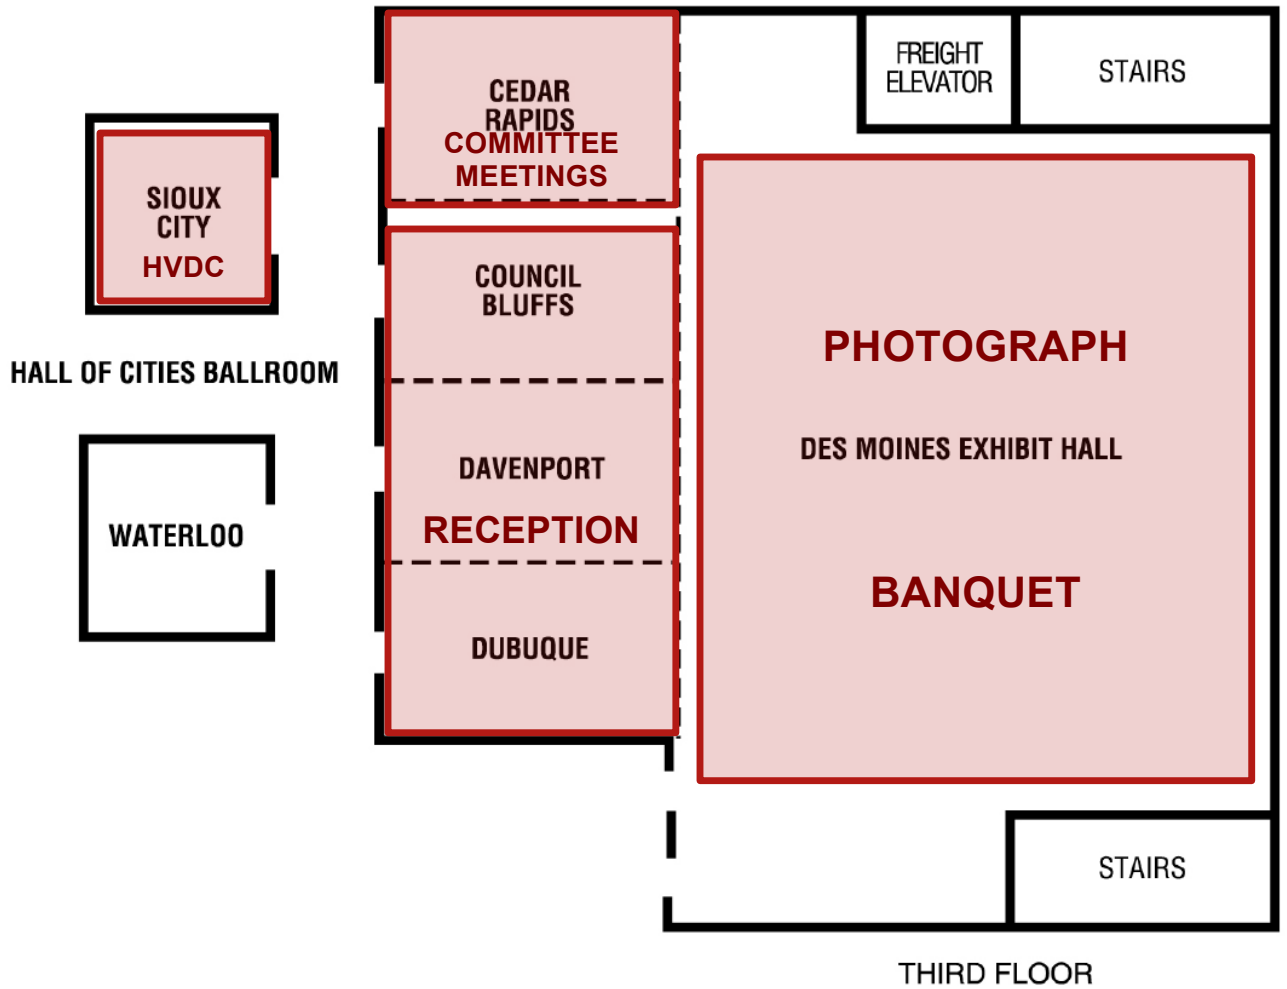 CEDAR
RAPIDS
COMMITTEE
MEETINGS
FREIGHT
ELEVATOR
STAIRS
SIOUX
CITY
HVDC
COUNCIL
BLUFFS
HALL OF CITIES BALLROOM
PHOTOGRAPH
DES MOINES EXHIBIT HALL
DAVENPORT
RECEPTION
WATERLOO
BANQUET
DUBUQUE
STAIRS
THIRD FLOOR